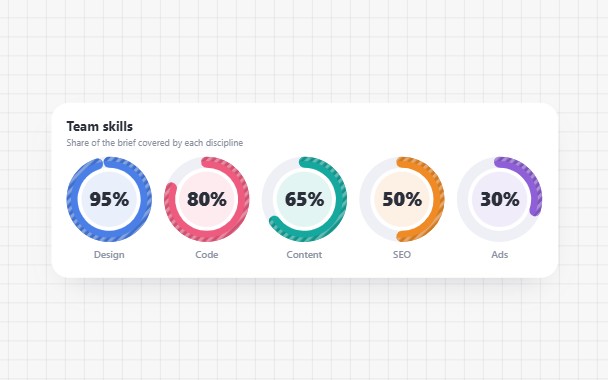 Team skills
Share of the brief covered by each discipline
95% 80% 65% 50% 30%
Design Code Content SEO Ads